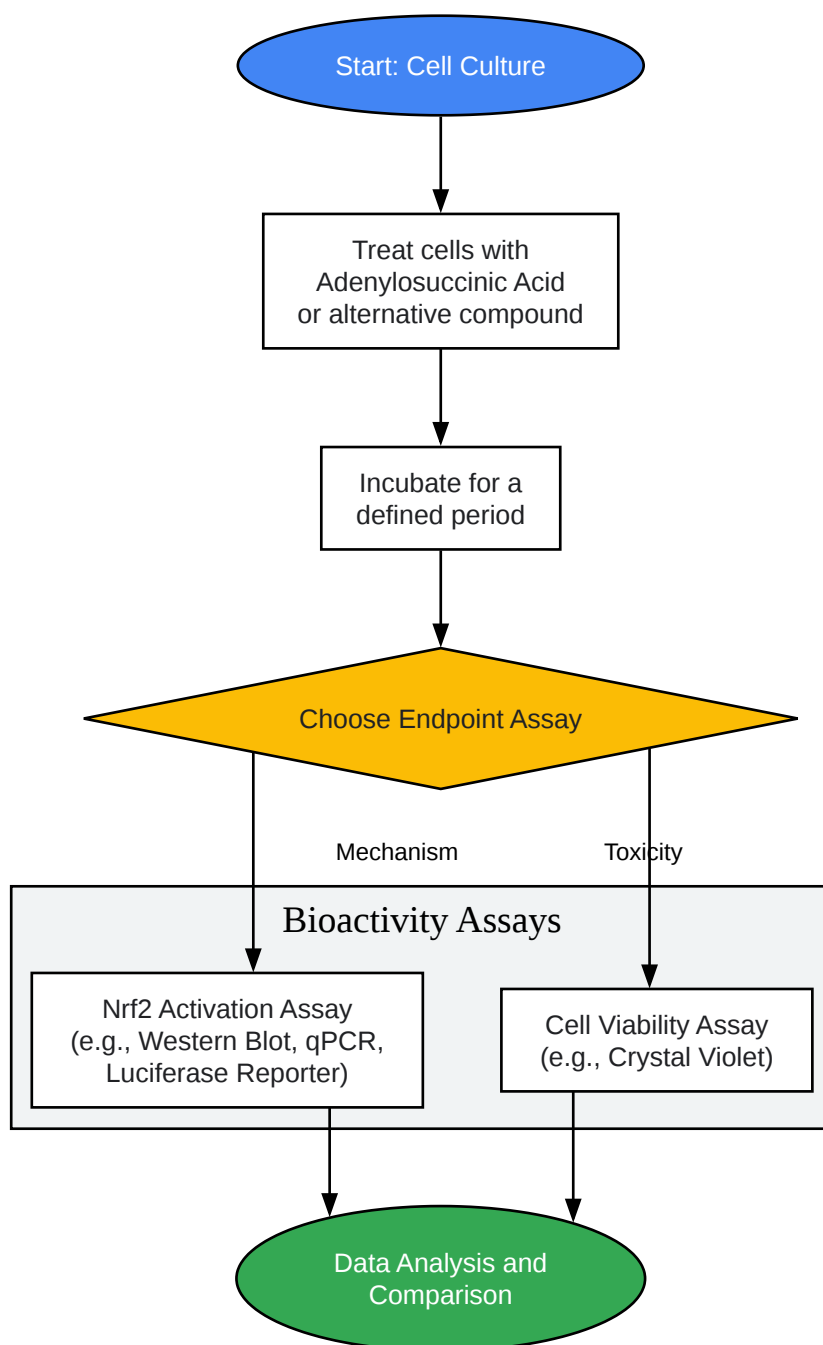 Start: Cell Culture
Treat cells with
Adenylosuccinic Acid
or alternative compound
Incubate for a
defined period
Choose Endpoint Assay
Mechanism
Toxicity
Bioactivity Assays
Nrf2 Activation Assay
(e.g., Western Blot, qPCR,
Luciferase Reporter)
Cell Viability Assay
(e.g., Crystal Violet)
Data Analysis and
Comparison